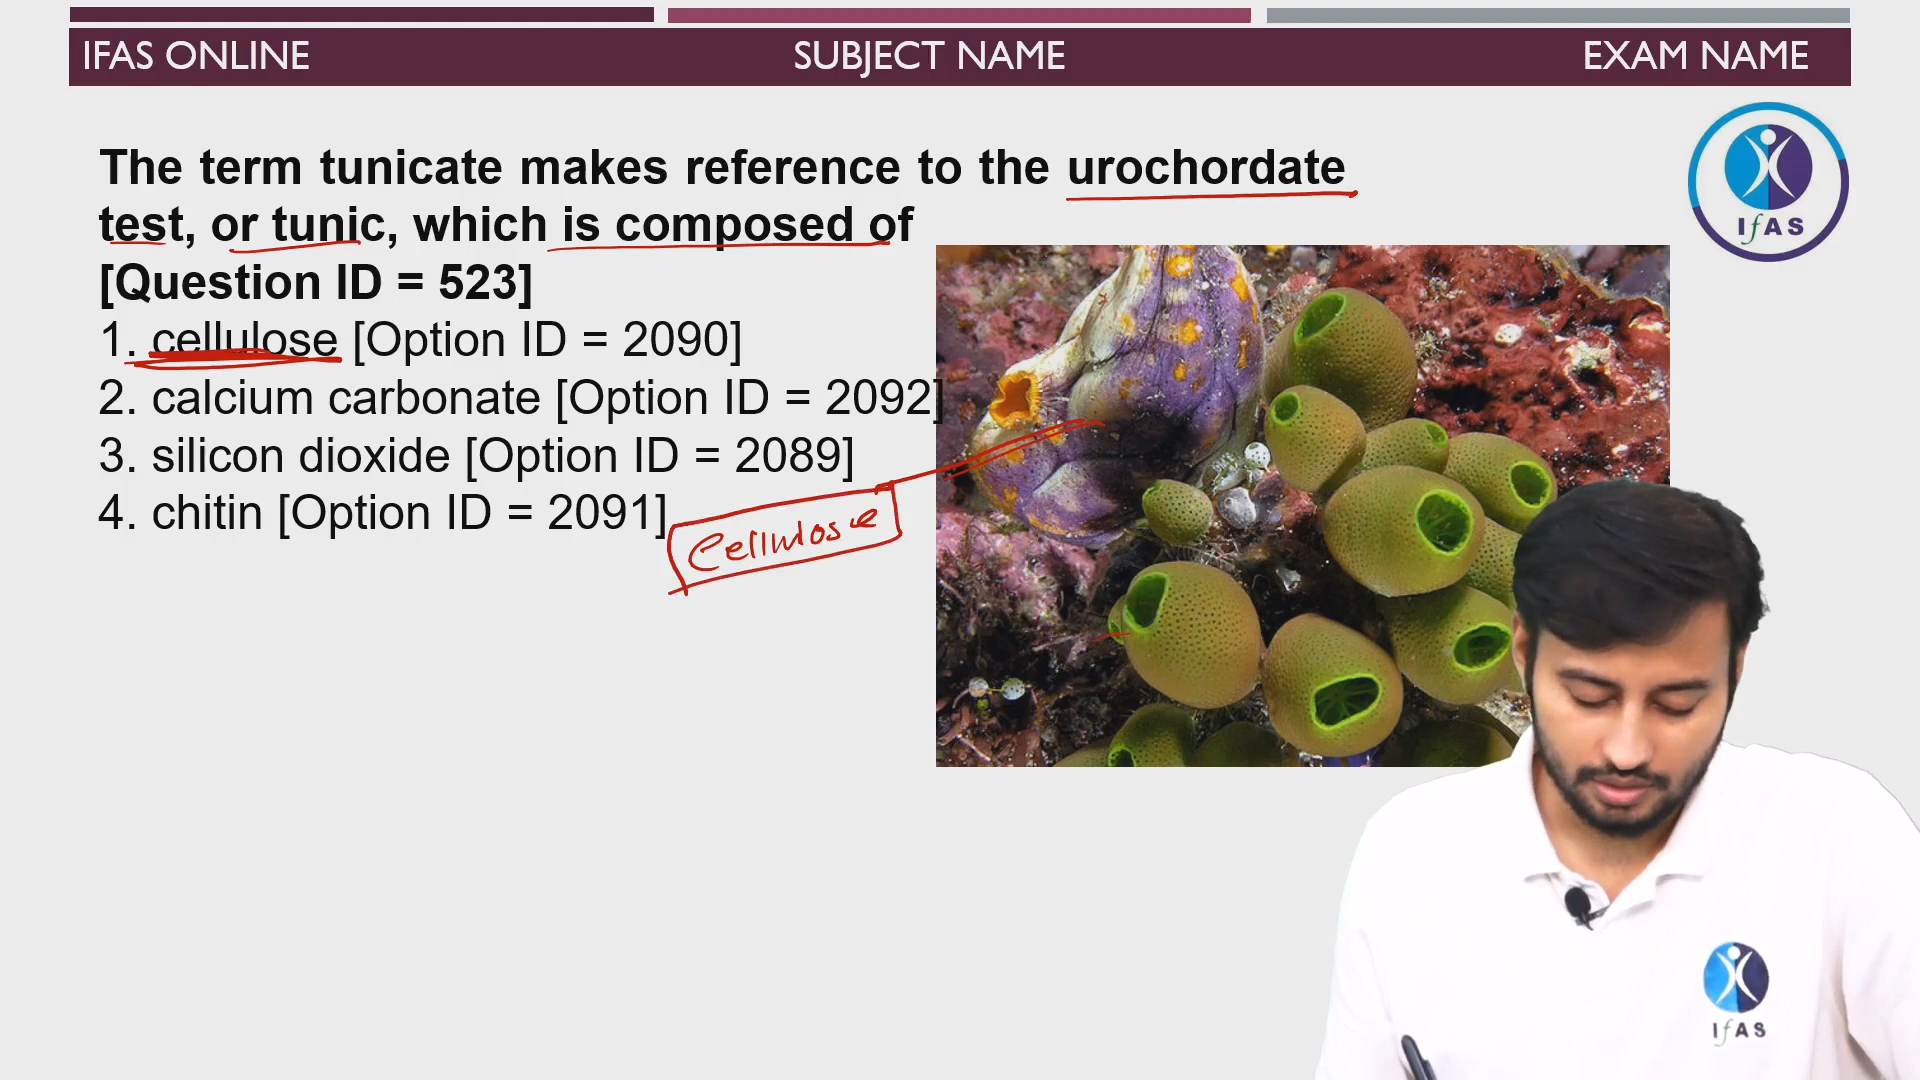 IFAS ONLINE SUBJECT NAME EXAM NAME
The term tunicate makes reference to the urochordate
test, or tunic, which is composed of
[Question ID = 523]
1. cellulose [Option ID = 2090]
2. calcium carbonate [Option ID = 2092]
3. silicon dioxide [Option ID = 2089]
4. chitin [Option ID = 2091]
Cellulose
IfAS
IfAS